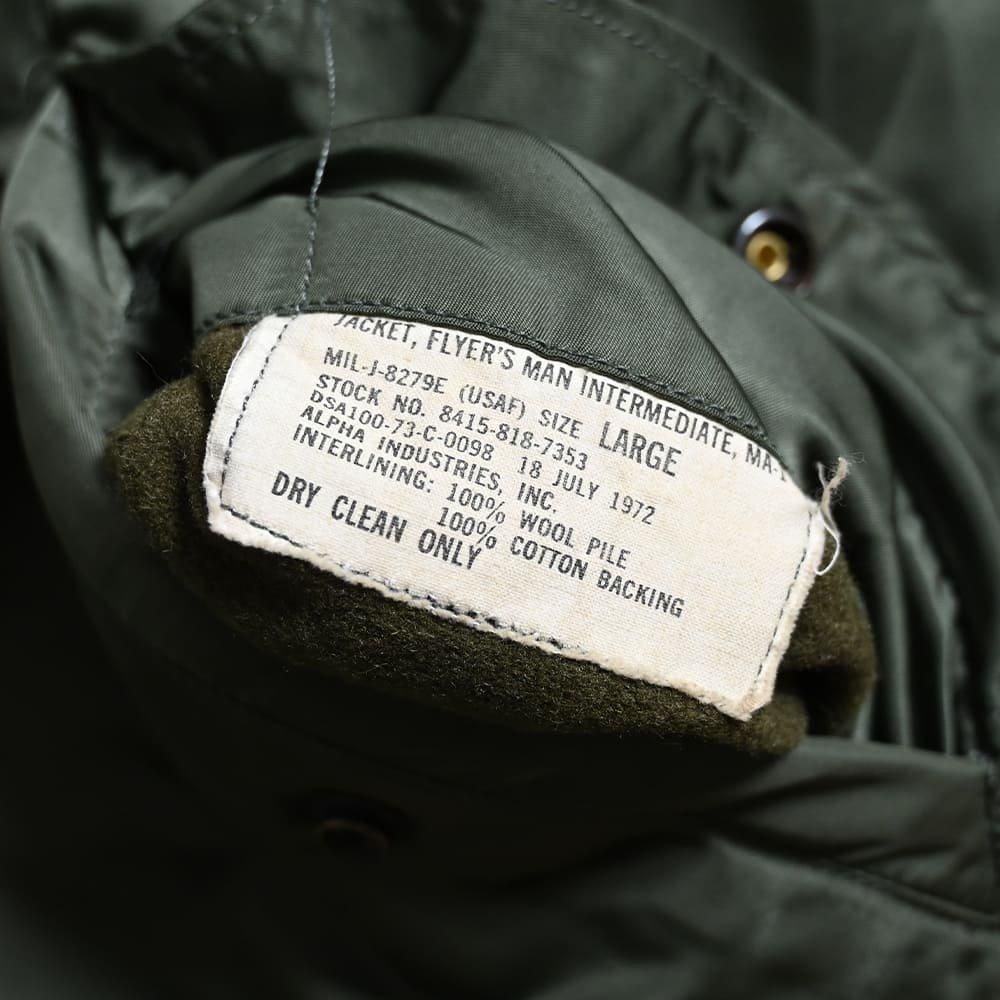 JACKET, FLYER'S MAN INTERMEDIATE, MA-1
MIL-J-8279E (USAF) SIZE LARGE
STOCK NO. 8415-818-7353
DSA100-73-C-0098 18 JULY 1972
ALPHA INDUSTRIES, INC.
INTERLINING: 100% WOOL PILE
100% COTTON BACKING
DRY CLEAN ONLY